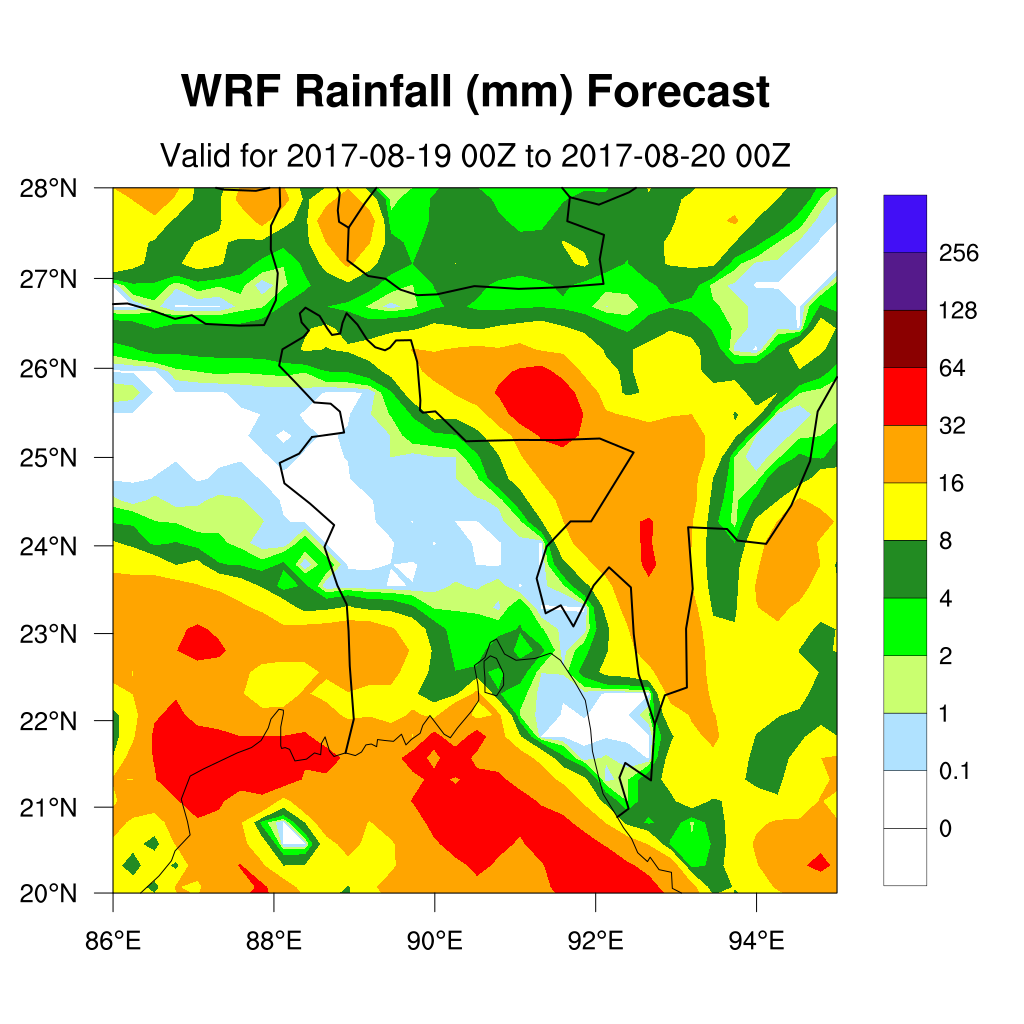 WRF Rainfall (mm) Forecast
Valid for 2017-08-19 00Z to 2017-08-20 00Z
28°N
27°N
26°N
25°N
24°N
23°N
22°N
21°N
20°N
86°E 88°E 90°E 92°E 94°E
256
128
64
32
16
8
4
2
1
0.1
0